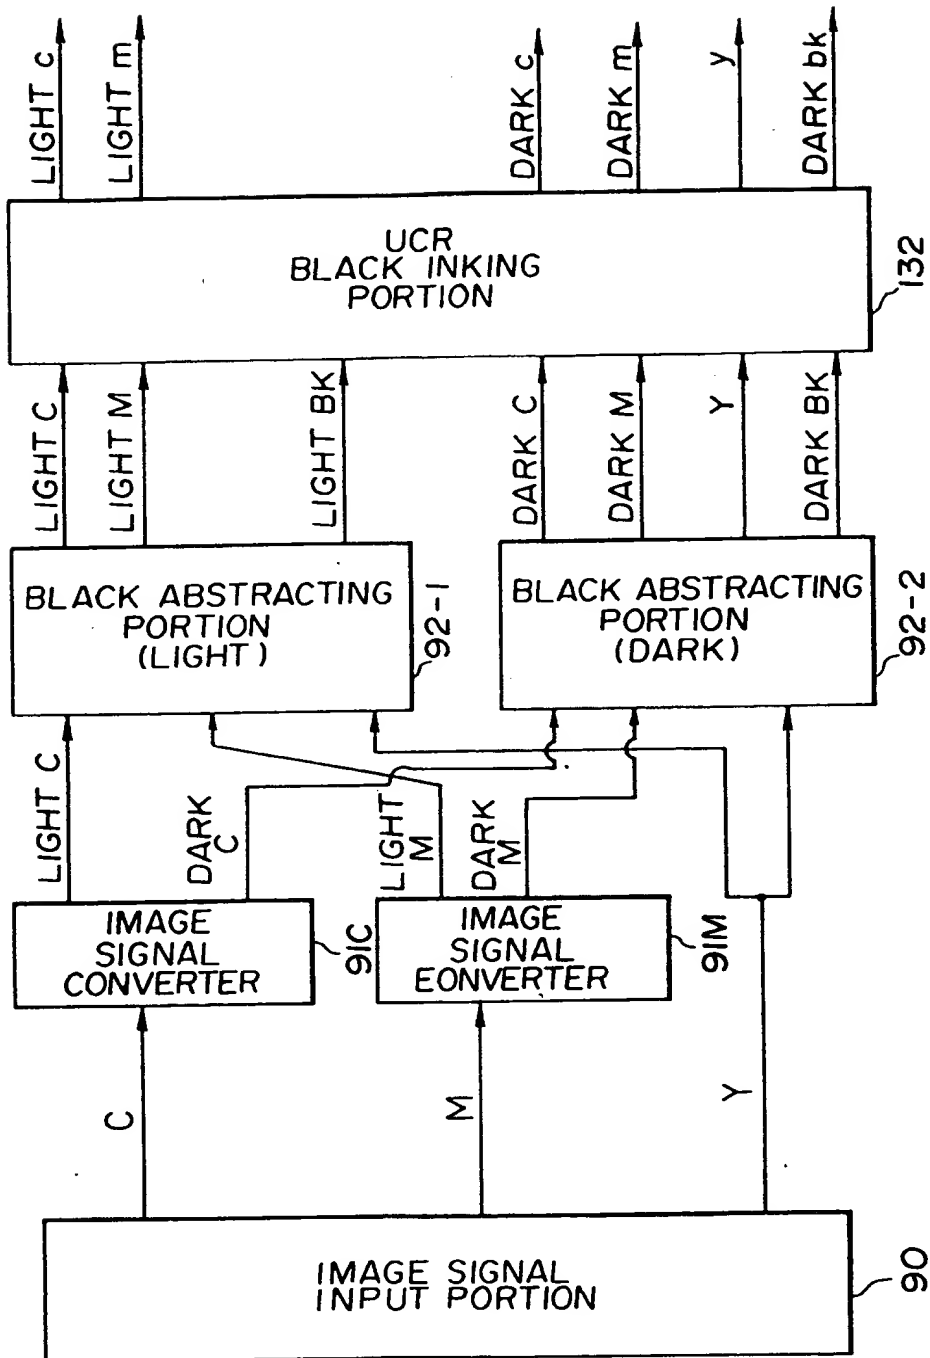 LIGHT c
LIGHT m
DARK c
DARK m
y
DARK bk
UCR
BLACK INKING
PORTION
132
LIGHT C
LIGHT M
LIGHT BK
DARK C
DARK M
Y
DARK BK
BLACK ABSTRACTING
PORTION
(LIGHT)
92-1
BLACK ABSTRACTING
PORTION
(DARK)
92-2
LIGHT C
DARK
C
LIGHT
M
DARK
M
IMAGE
SIGNAL
CONVERTER
91C
IMAGE
SIGNAL
EONVERTER
91M
C
M
Y
IMAGE SIGNAL
INPUT PORTION
90